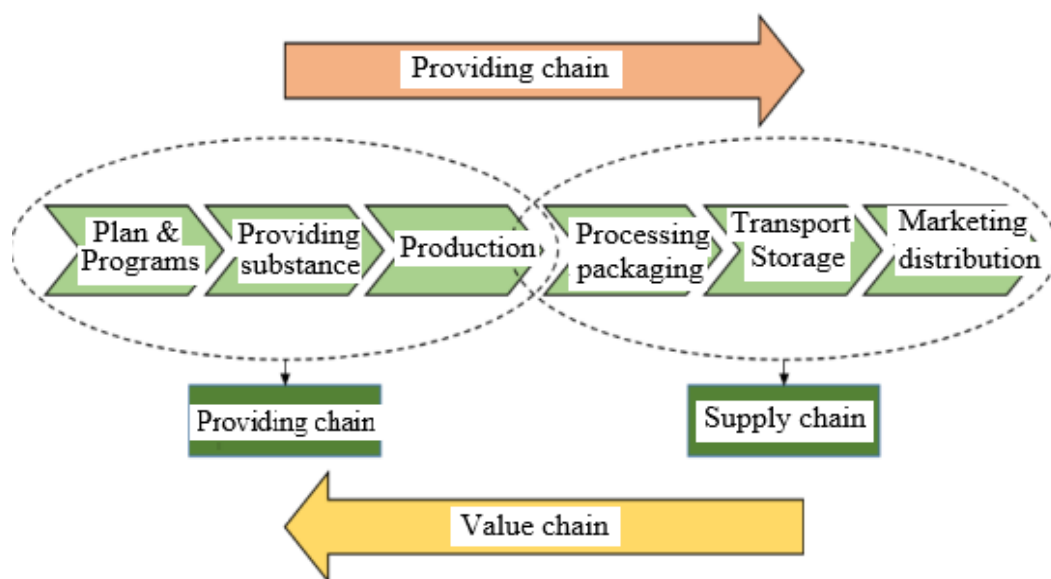 Providing chain
Plan &
Programs
Providing
substance
Production
Processing
packaging
Transport
Storage
Marketing
distribution
Providing chain
Supply chain
Value chain